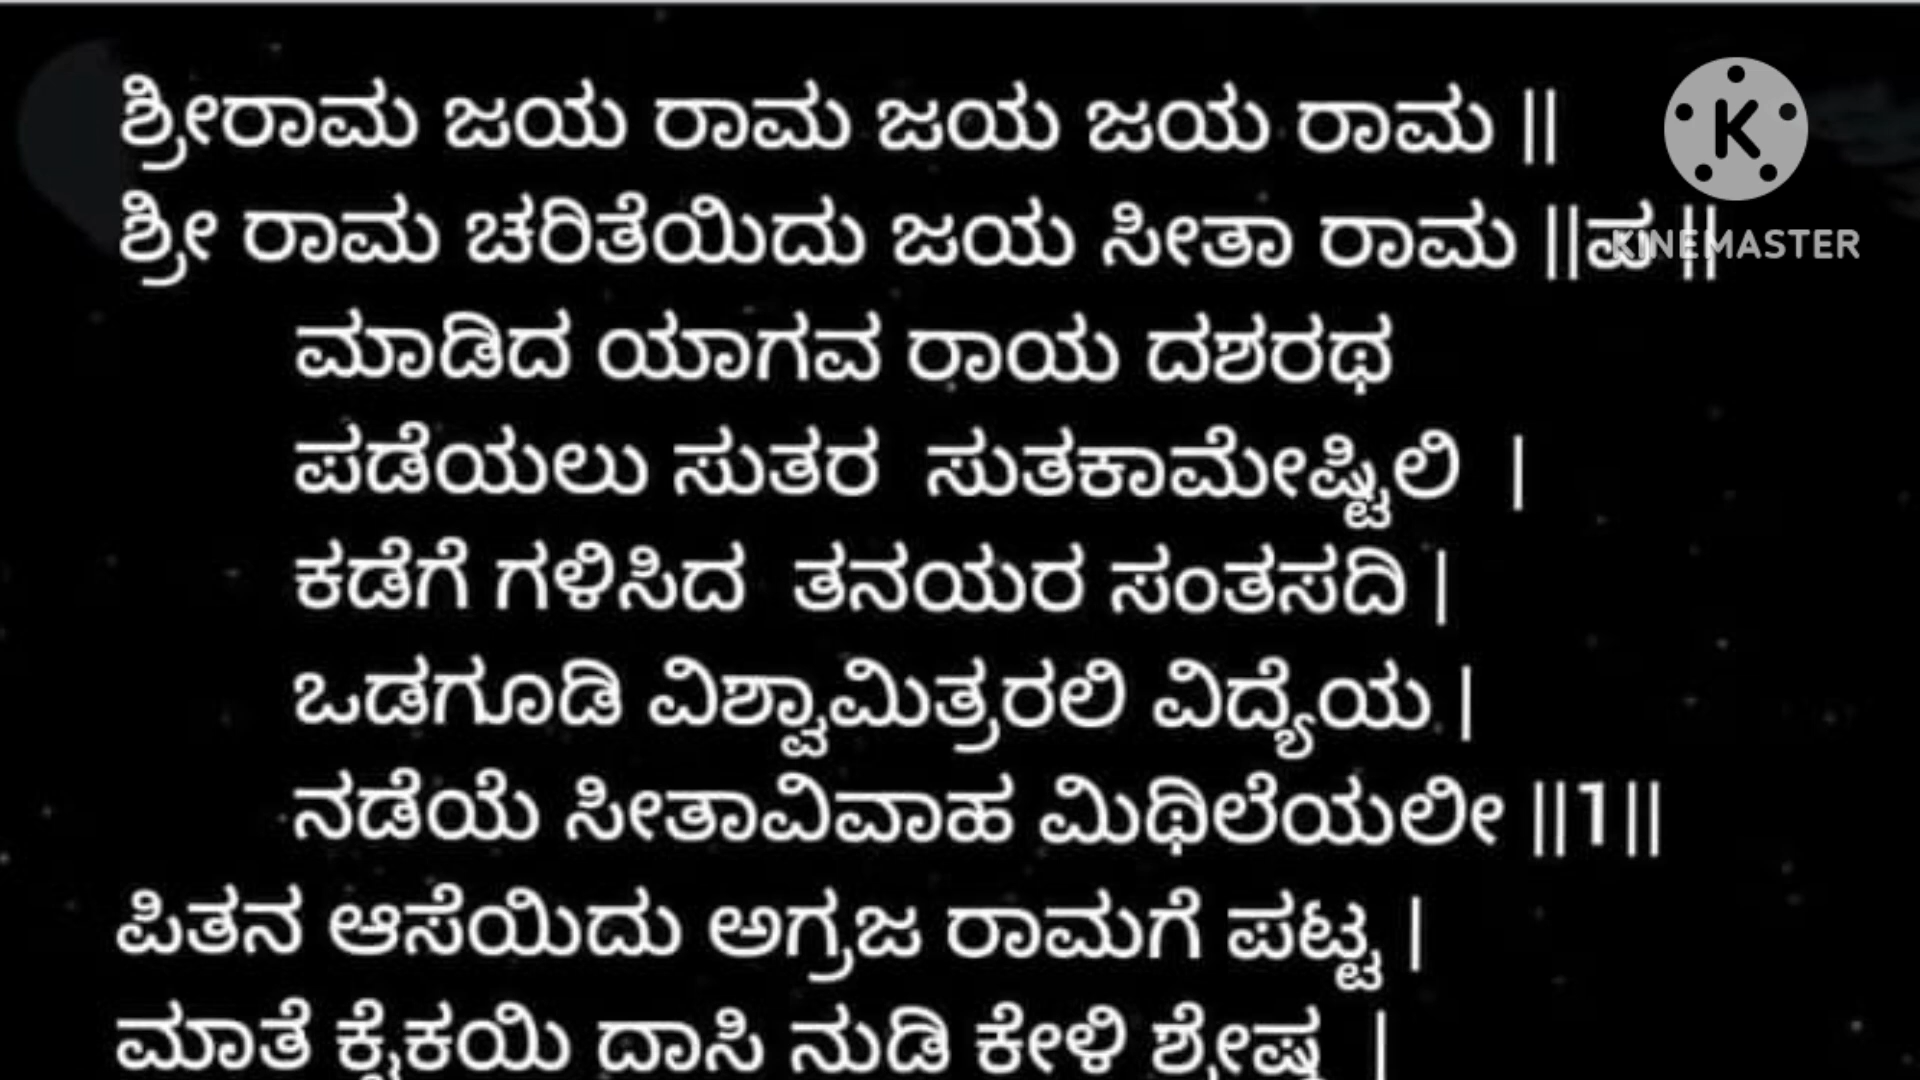 ಶ್ರೀರಾಮ ಜಯ ರಾಮ ಜಯ ಜಯ ರಾಮ ||
ಶ್ರೀ ರಾಮ ಚರಿತೆಯಿದು ಜಯ ಸೀತಾ ರಾಮ ||ಪ ||
KINEMASTER
ಮಾಡಿದ ಯಾಗವ ರಾಯ ದಶರಥ
ಪಡೆಯಲು ಸುತರ ಸುತಕಾಮೇಷ್ಟಿಲಿ |
ಕಡೆಗೆ ಗಳಿಸಿದ ತನಯರ ಸಂತಸದಿ |
ಒಡಗೂಡಿ ವಿಶ್ವಾಮಿತ್ರರಲಿ ವಿದ್ಯೆಯ |
ನಡೆಯೆ ಸೀತಾವಿವಾಹ ಮಿಥಿಲೆಯಲೀ ||1||
ಪಿತನ ಆಸೆಯಿದು ಅಗ್ರಜ ರಾಮಗೆ ಪಟ್ಟ |
ಮಾತೆ ಕೈಕಯಿ ದಾಸಿ ನುಡಿ ಕೇಳಿ |